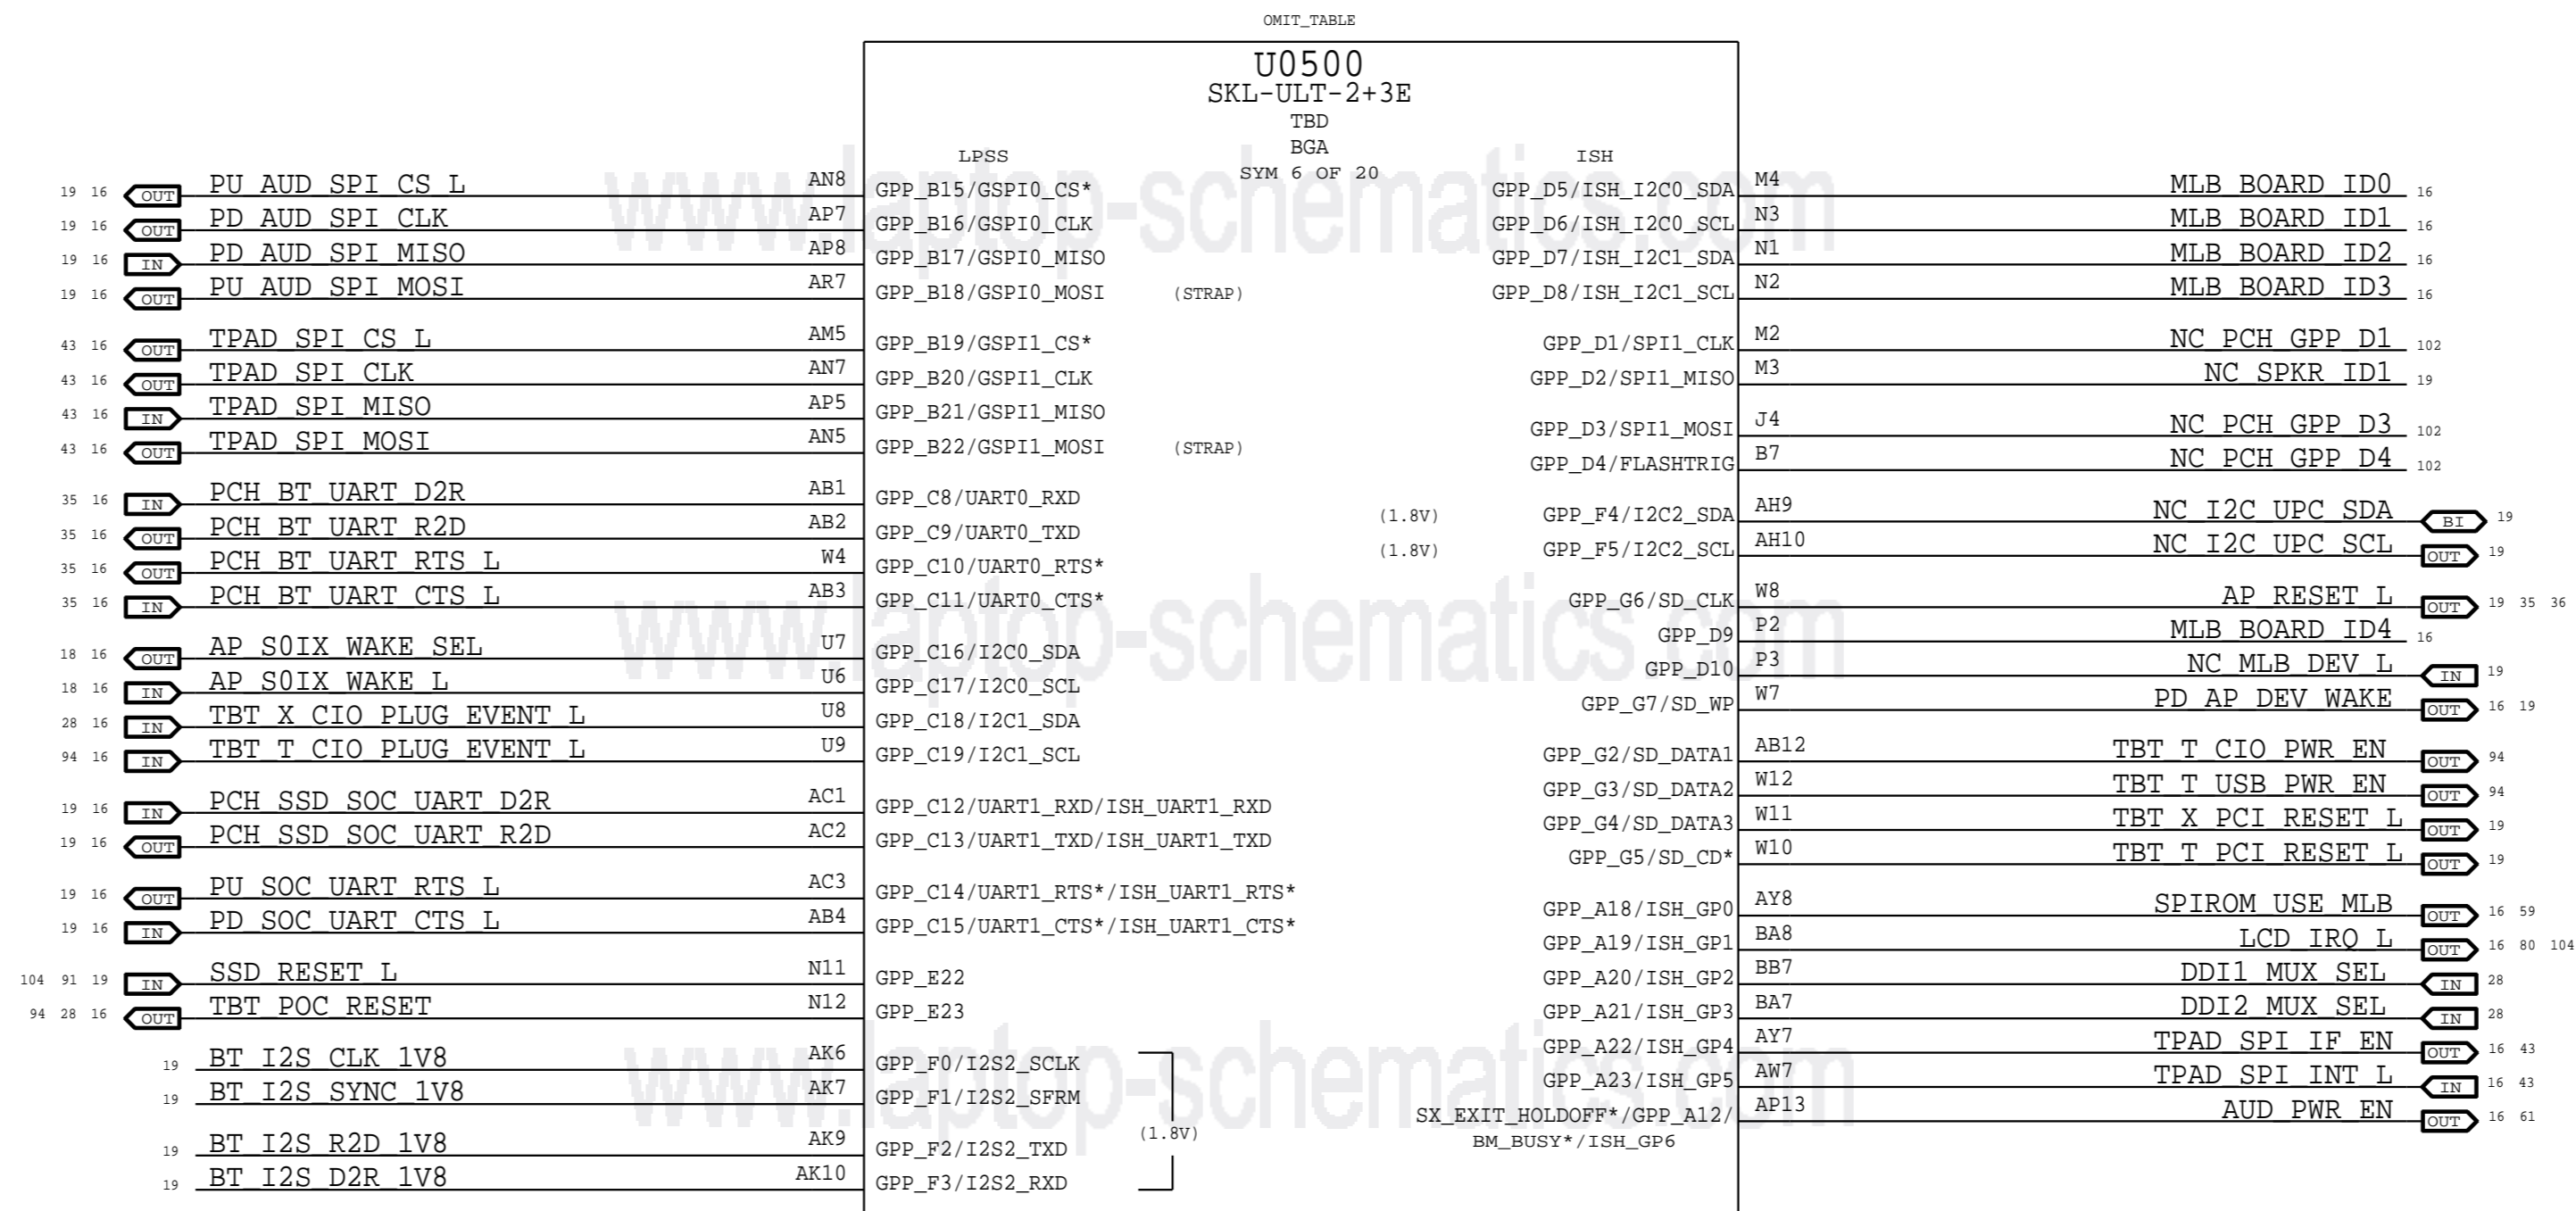 OMIT_TABLE
U0500
SKL-ULT-2+3E
TBD
BGA
SYM 6 OF 20
LPSS ISH
19 16 OUT PU_AUD_SPI_CS_L AN8 GPP_B15/GSPI0_CS* GPP_D5/ISH_I2C0_SDA M4 MLB_BOARD_ID0 16
19 16 OUT PD_AUD_SPI_CLK AP7 GPP_B16/GSPI0_CLK GPP_D6/ISH_I2C0_SCL N3 MLB_BOARD_ID1 16
19 16 IN PD_AUD_SPI_MISO AP8 GPP_B17/GSPI0_MISO GPP_D7/ISH_I2C1_SDA N1 MLB_BOARD_ID2 16
19 16 OUT PU_AUD_SPI_MOSI AR7 GPP_B18/GSPI0_MOSI (STRAP) GPP_D8/ISH_I2C1_SCL N2 MLB_BOARD_ID3 16
www.laptop-schematics.com
43 16 OUT TPAD_SPI_CS_L AM5 GPP_B19/GSPI1_CS* GPP_D1/SPI1_CLK M2 NC_PCH_GPP_D1 102
43 16 OUT TPAD_SPI_CLK AN7 GPP_B20/GSPI1_CLK GPP_D2/SPI1_MISO M3 NC_SPKR_ID1 19
43 16 IN TPAD_SPI_MISO AP5 GPP_B21/GSPI1_MISO GPP_D3/SPI1_MOSI J4 NC_PCH_GPP_D3 102
43 16 OUT TPAD_SPI_MOSI AN5 GPP_B22/GSPI1_MOSI (STRAP) GPP_D4/FLASHTRIG B7 NC_PCH_GPP_D4 102
35 16 IN PCH_BT_UART_D2R AB1 GPP_C8/UART0_RXD (1.8V) GPP_F4/I2C2_SDA AH9 NC_I2C_UPC_SDA BI 19
35 16 OUT PCH_BT_UART_R2D AB2 GPP_C9/UART0_TXD (1.8V) GPP_F5/I2C2_SCL AH10 NC_I2C_UPC_SCL OUT 19
35 16 OUT PCH_BT_UART_RTS_L W4 GPP_C10/UART0_RTS*
35 16 IN PCH_BT_UART_CTS_L AB3 GPP_C11/UART0_CTS* GPP_G6/SD_CLK W8 AP_RESET_L OUT 19 35 36
GPP_D9 P2 MLB_BOARD_ID4 16
www.laptop-schematics.com
18 16 OUT AP_S0IX_WAKE_SEL U7 GPP_C16/I2C0_SDA GPP_D10 P3 NC_MLB_DEV_L IN 19
18 16 IN AP_S0IX_WAKE_L U6 GPP_C17/I2C0_SCL GPP_G7/SD_WP W7 PD_AP_DEV_WAKE OUT 16 19
28 16 IN TBT_X_CIO_PLUG_EVENT_L U8 GPP_C18/I2C1_SDA
94 16 IN TBT_T_CIO_PLUG_EVENT_L U9 GPP_C19/I2C1_SCL GPP_G2/SD_DATA1 AB12 TBT_T_CIO_PWR_EN OUT 94
GPP_G3/SD_DATA2 W12 TBT_T_USB_PWR_EN OUT 94
19 16 IN PCH_SSD_SOC_UART_D2R AC1 GPP_C12/UART1_RXD/ISH_UART1_RXD GPP_G4/SD_DATA3 W11 TBT_X_PCI_RESET_L OUT 19
19 16 OUT PCH_SSD_SOC_UART_R2D AC2 GPP_C13/UART1_TXD/ISH_UART1_TXD GPP_G5/SD_CD* W10 TBT_T_PCI_RESET_L OUT 19
19 16 OUT PU_SOC_UART_RTS_L AC3 GPP_C14/UART1_RTS*/ISH_UART1_RTS* GPP_A18/ISH_GP0 AY8 SPIROM_USE_MLB OUT 16 59
19 16 IN PD_SOC_UART_CTS_L AB4 GPP_C15/UART1_CTS*/ISH_UART1_CTS* GPP_A19/ISH_GP1 BA8 LCD_IRQ_L OUT 16 80 104
104 91 19 IN SSD_RESET_L N11 GPP_E22 GPP_A20/ISH_GP2 BB7 DDI1_MUX_SEL IN 28
94 28 16 OUT TBT_POC_RESET N12 GPP_E23 GPP_A21/ISH_GP3 BA7 DDI2_MUX_SEL IN 28
19 BT_I2S_CLK_1V8 AK6 GPP_F0/I2S2_SCLK GPP_A22/ISH_GP4 AY7 TPAD_SPI_IF_EN OUT 16 43
19 BT_I2S_SYNC_1V8 AK7 GPP_F1/I2S2_SFRM GPP_A23/ISH_GP5 AW7 TPAD_SPI_INT_L IN 16 43
www.laptop-schematics.com
SX_EXIT_HOLDOFF*/GPP_A12/ AP13 AUD_PWR_EN OUT 16 61
19 BT_I2S_R2D_1V8 AK9 GPP_F2/I2S2_TXD (1.8V) BM_BUSY*/ISH_GP6
19 BT_I2S_D2R_1V8 AK10 GPP_F3/I2S2_RXD